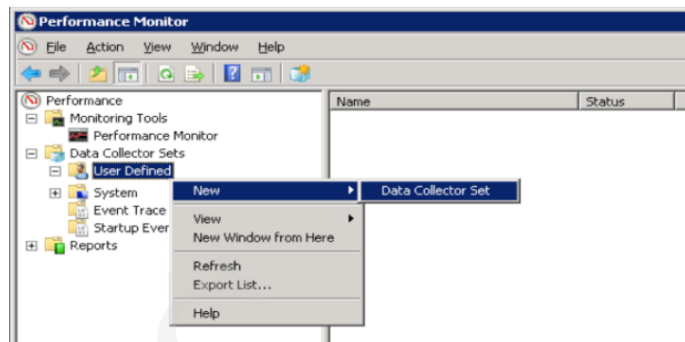 Performance Monitor
File Action View Window Help
Performance
Name Status
Monitoring Tools
Performance Monitor
Data Collector Sets
User Defined
System
New
Data Collector Set
Event Trace
View
Startup Ever
New Window from Here
Reports
Refresh
Export List...
Help